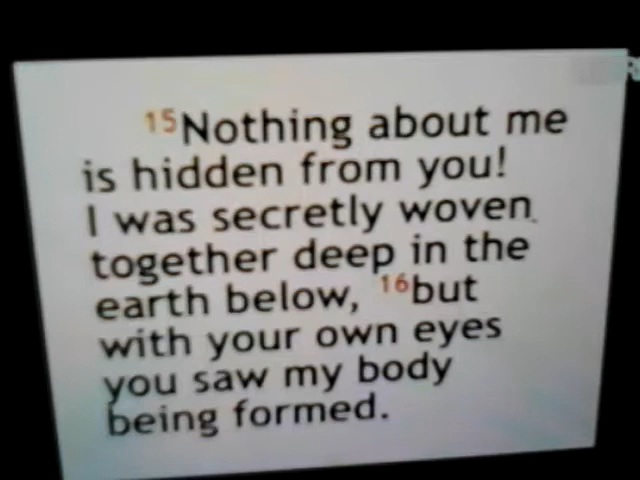 15Nothing about me
is hidden from you!
I was secretly woven
together deep in the
earth below, 16but
with your own eyes
you saw my body
being formed.